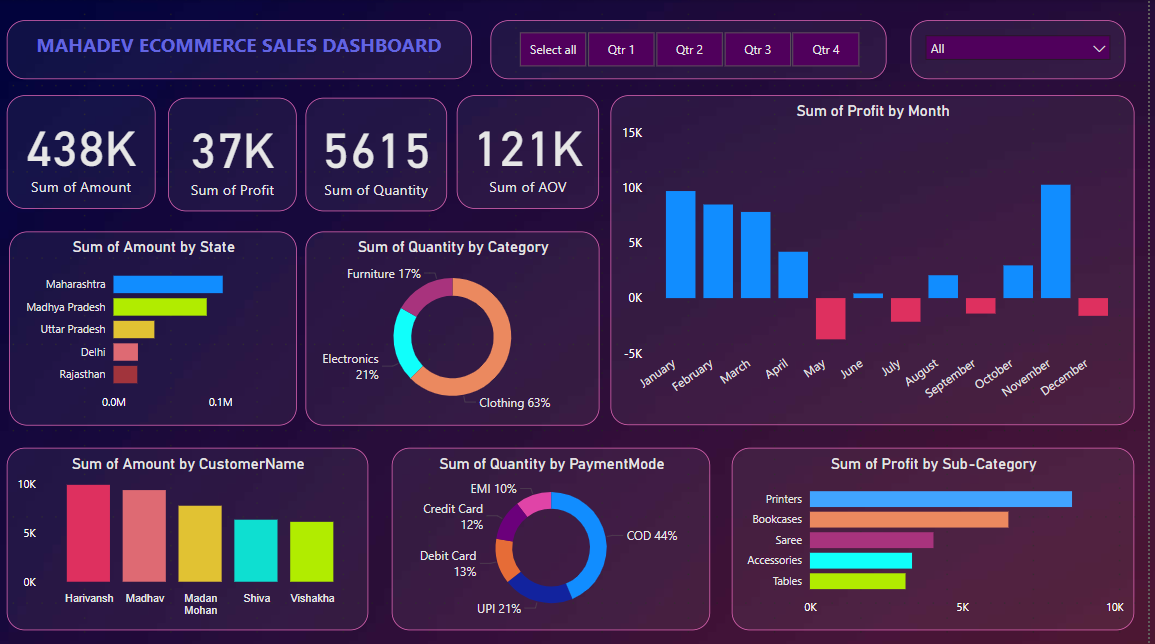 MAHADEV ECOMMERCE SALES DASHBOARD
Select all
Qtr 1
Qtr 2
Qtr 3
Qtr 4
All
438K
Sum of Amount
37K
Sum of Profit
5615
Sum of Quantity
121K
Sum of AOV
Sum of Profit by Month
15K
10K
5K
0K
-5K
January
February
March
April
May
June
July
August
September
October
November
December
Sum of Amount by State
Maharashtra
Madhya Pradesh
Uttar Pradesh
Delhi
Rajasthan
0.0M
0.1M
Sum of Quantity by Category
Furniture 17%
Electronics
21%
Clothing 63%
Sum of Amount by CustomerName
10K
5K
0K
Harivansh
Madhav
Madan
Mohan
Shiva
Vishakha
Sum of Quantity by PaymentMode
EMI 10%
Credit Card
12%
Debit Card
13%
UPI 21%
COD 44%
Sum of Profit by Sub-Category
Printers
Bookcases
Saree
Accessories
Tables
0K
5K
10K